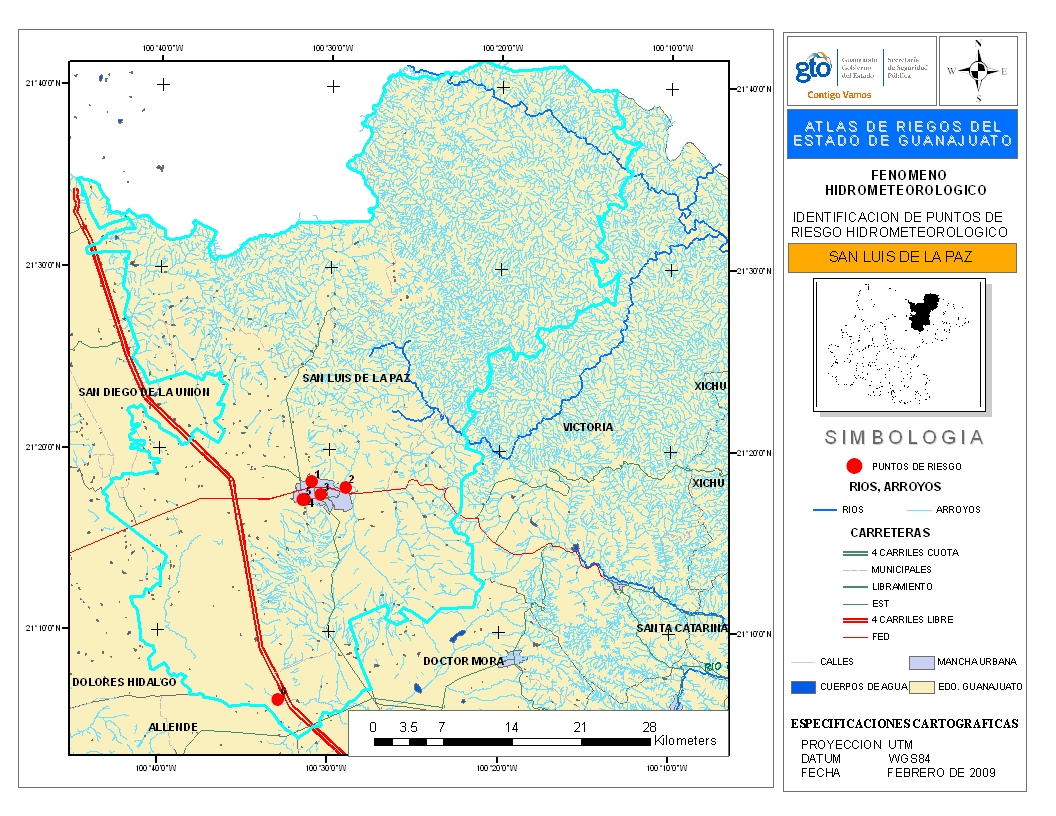 100°40'0"W 100°30'0"W 100°20'0"W 100°10'0"W
21°40'0"N 21°40'0"N
21°30'0"N 21°30'0"N
21°20'0"N 21°20'0"N
21°10'0"N 21°10'0"N
SAN LUIS DE LA PAZ
SAN DIEGO DE LA UNIÓN
XICHU
VICTORIA
XICHU
1
2
3
5
4
SANTA CATARINA
DOCTOR MORA
RIO
DOLORES HIDALGO
6
ALLENDE
0 3.5 7 14 21 28
Kilometers
100°40'0"W 100°30'0"W 100°20'0"W 100°10'0"W
gto
Guanajuato
Gobierno
del Estado
Secretaría
de Seguridad
Pública
Contigo Vamos
N
W E
S
ATLAS DE RIEGOS DEL
ESTADO DE GUANAJUATO
FENOMENO
HIDROMETEOROLOGICO
IDENTIFICACION DE PUNTOS DE
RIESGO HIDROMETEOROLOGICO
SAN LUIS DE LA PAZ
SIMBOLOGIA
PUNTOS DE RIESGO
RIOS, ARROYOS
RIOS ARROYOS
CARRETERAS
4 CARRILES CUOTA
MUNICIPALES
LIBRAMIENTO
EST
4 CARRILES LIBRE
FED
CALLES MANCHA URBANA
CUERPOS DE AGUA EDO. GUANAJUATO
ESPECIFICACIONES CARTOGRAFICAS
PROYECCION UTM
DATUM WGS84
FECHA FEBRERO DE 2009